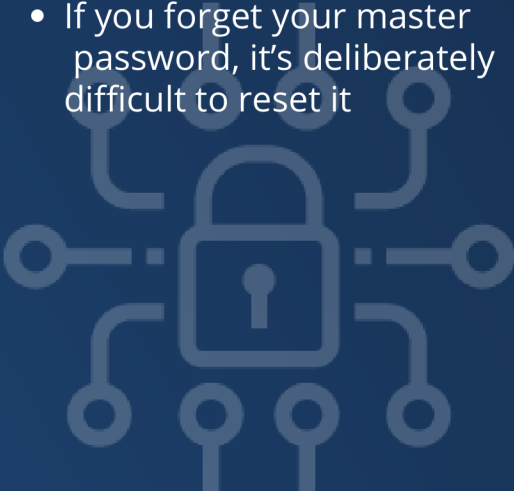 • If you forget your master
password, it’s deliberately
difficult to reset it